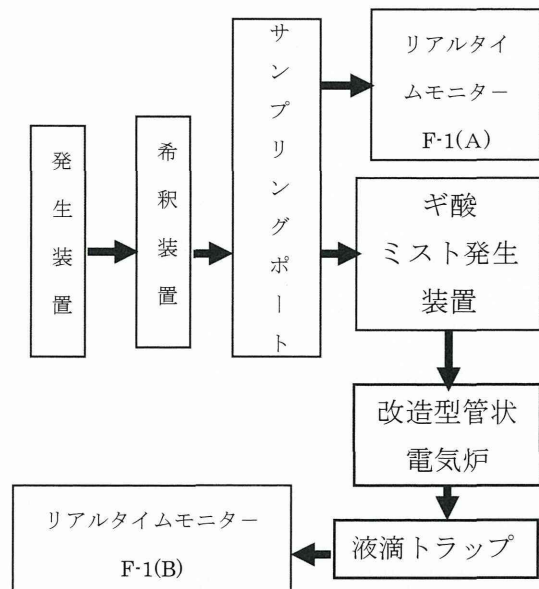 発生装置
希釈装置
サンプリングポート
リアルタイ
ムモニター
F-1(A)
ギ酸
ミスト発生
装置
改造型管状
電気炉
液滴トラップ
リアルタイムモニター
F-1(B)